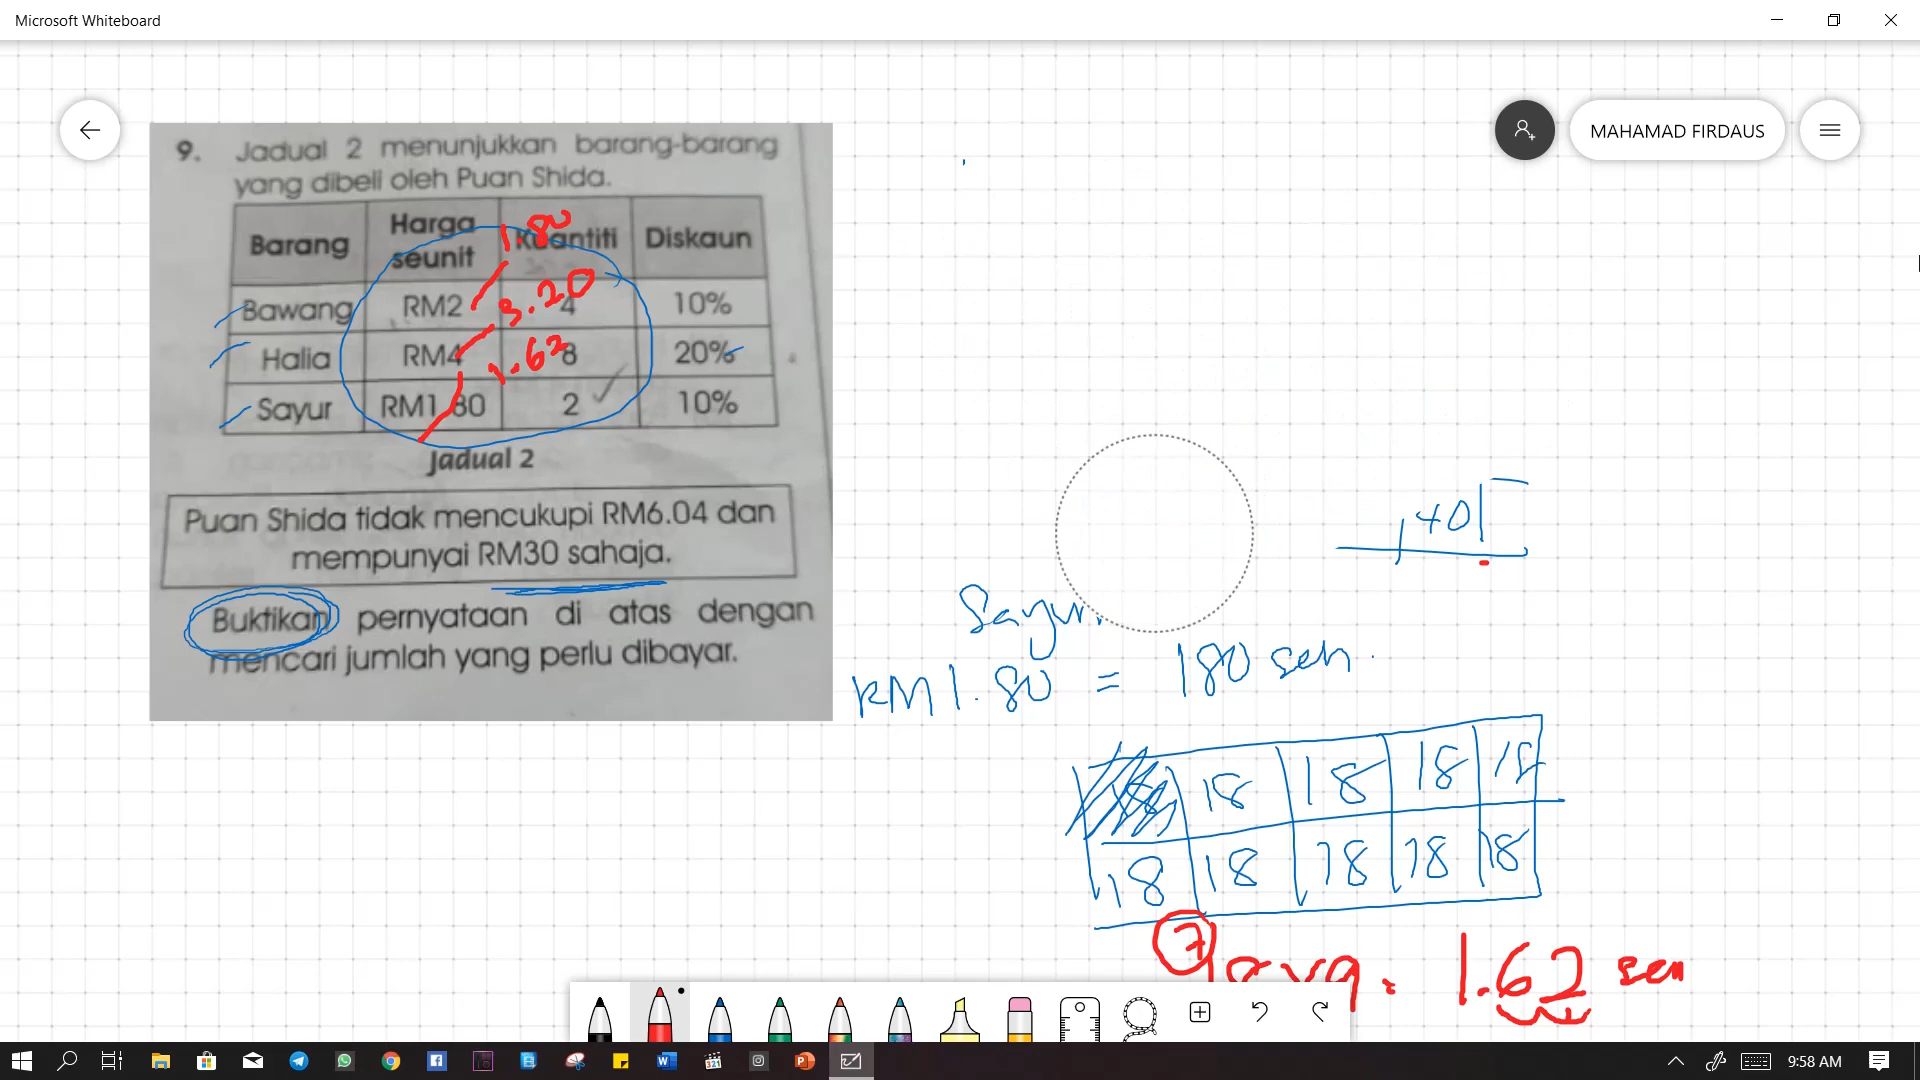 Microsoft Whiteboard
MAHAMAD FIRDAUS
9. Jadual 2 menunjukkan barang-barang
yang dibeli oleh Puan Shida.
Barang Harga seunit Kuantiti Diskaun
1.80
Bawang RM2 4 10%
3.20
Halia RM4 8 20%
1.62
Sayur RM1.80 2 10%
Jadual 2
Puan Shida tidak mencukupi RM6.04 dan
mempunyai RM30 sahaja.
Buktikan pernyataan di atas dengan
mencari jumlah yang perlu dibayar.
40
Sayur
RM1.80 = 180 sen
18 18 18 18
18 18 18 18 18
7
1.62 sen
9:58 AM